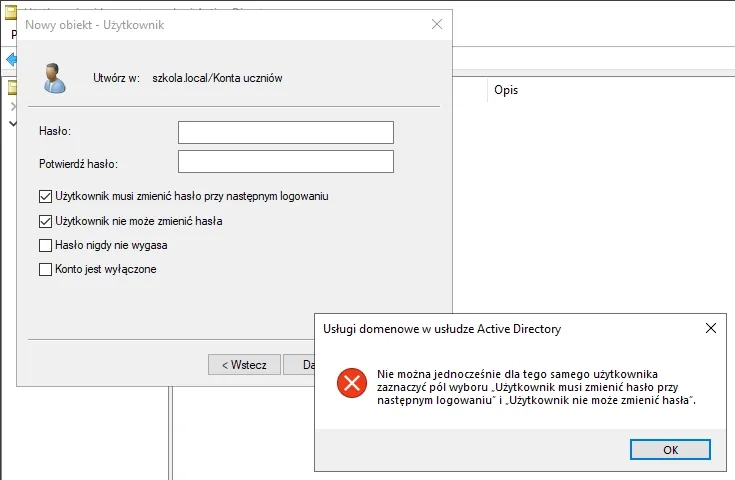 Nowy obiekt - Użytkownik
P
Utwórz w: szkola.local/Konta uczniów
Opis
Hasło:
Potwierdź hasło:
Użytkownik musi zmienić hasło przy następnym logowaniu
Użytkownik nie może zmienić hasła
Hasło nigdy nie wygasa
Konto jest wyłączone
< Wstecz
Da
Usługi domenowe w usłudze Active Directory
Nie można jednocześnie dla tego samego użytkownika
zaznaczyć pól wyboru „Użytkownik musi zmienić hasło przy
następnym logowaniu” i „Użytkownik nie może zmienić hasła”.
OK